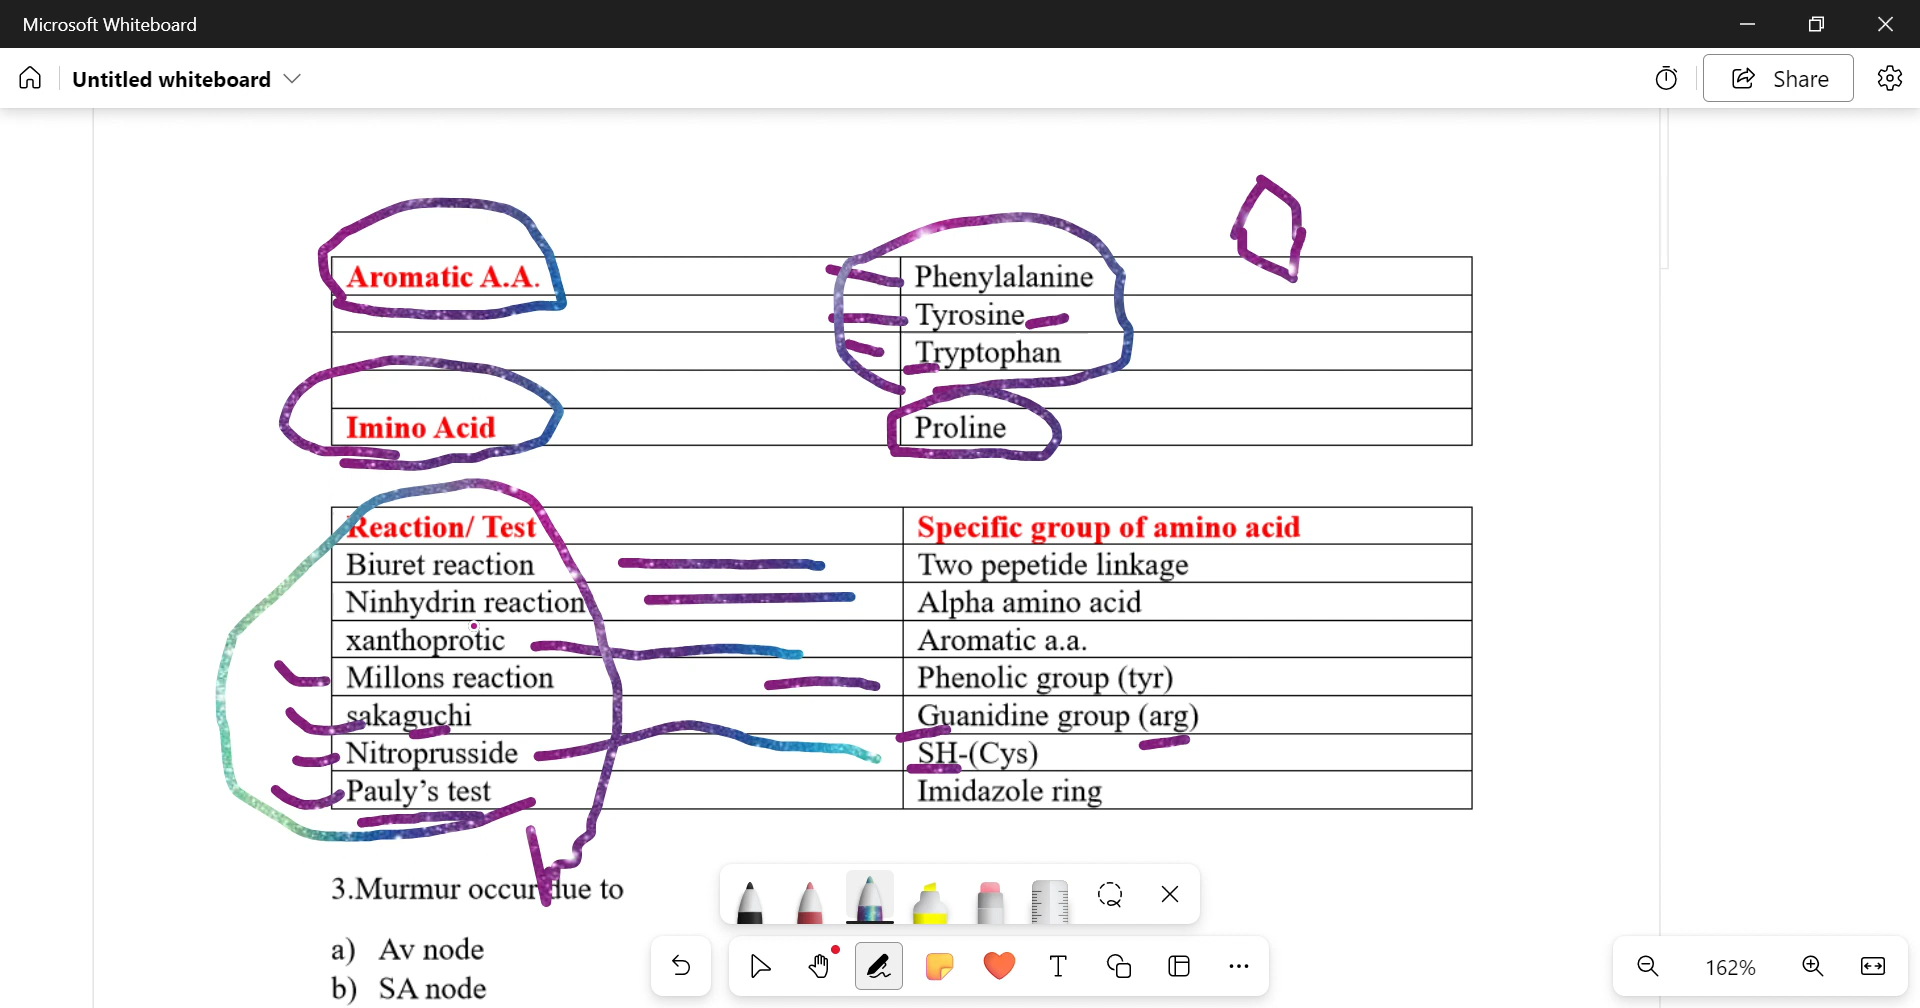 Microsoft Whiteboard
Untitled whiteboard
Share
Aromatic A.A. Phenylalanine
Tyrosine
Tryptophan
Imino Acid Proline
Reaction/ Test Specific group of amino acid
Biuret reaction Two pepetide linkage
Ninhydrin reaction Alpha amino acid
xanthoprotic Aromatic a.a.
Millons reaction Phenolic group (tyr)
sakaguchi Guanidine group (arg)
Nitroprusside SH-(Cys)
Pauly’s test Imidazole ring
3.Murmur occur due to
a) Av node
b) SA node
162%